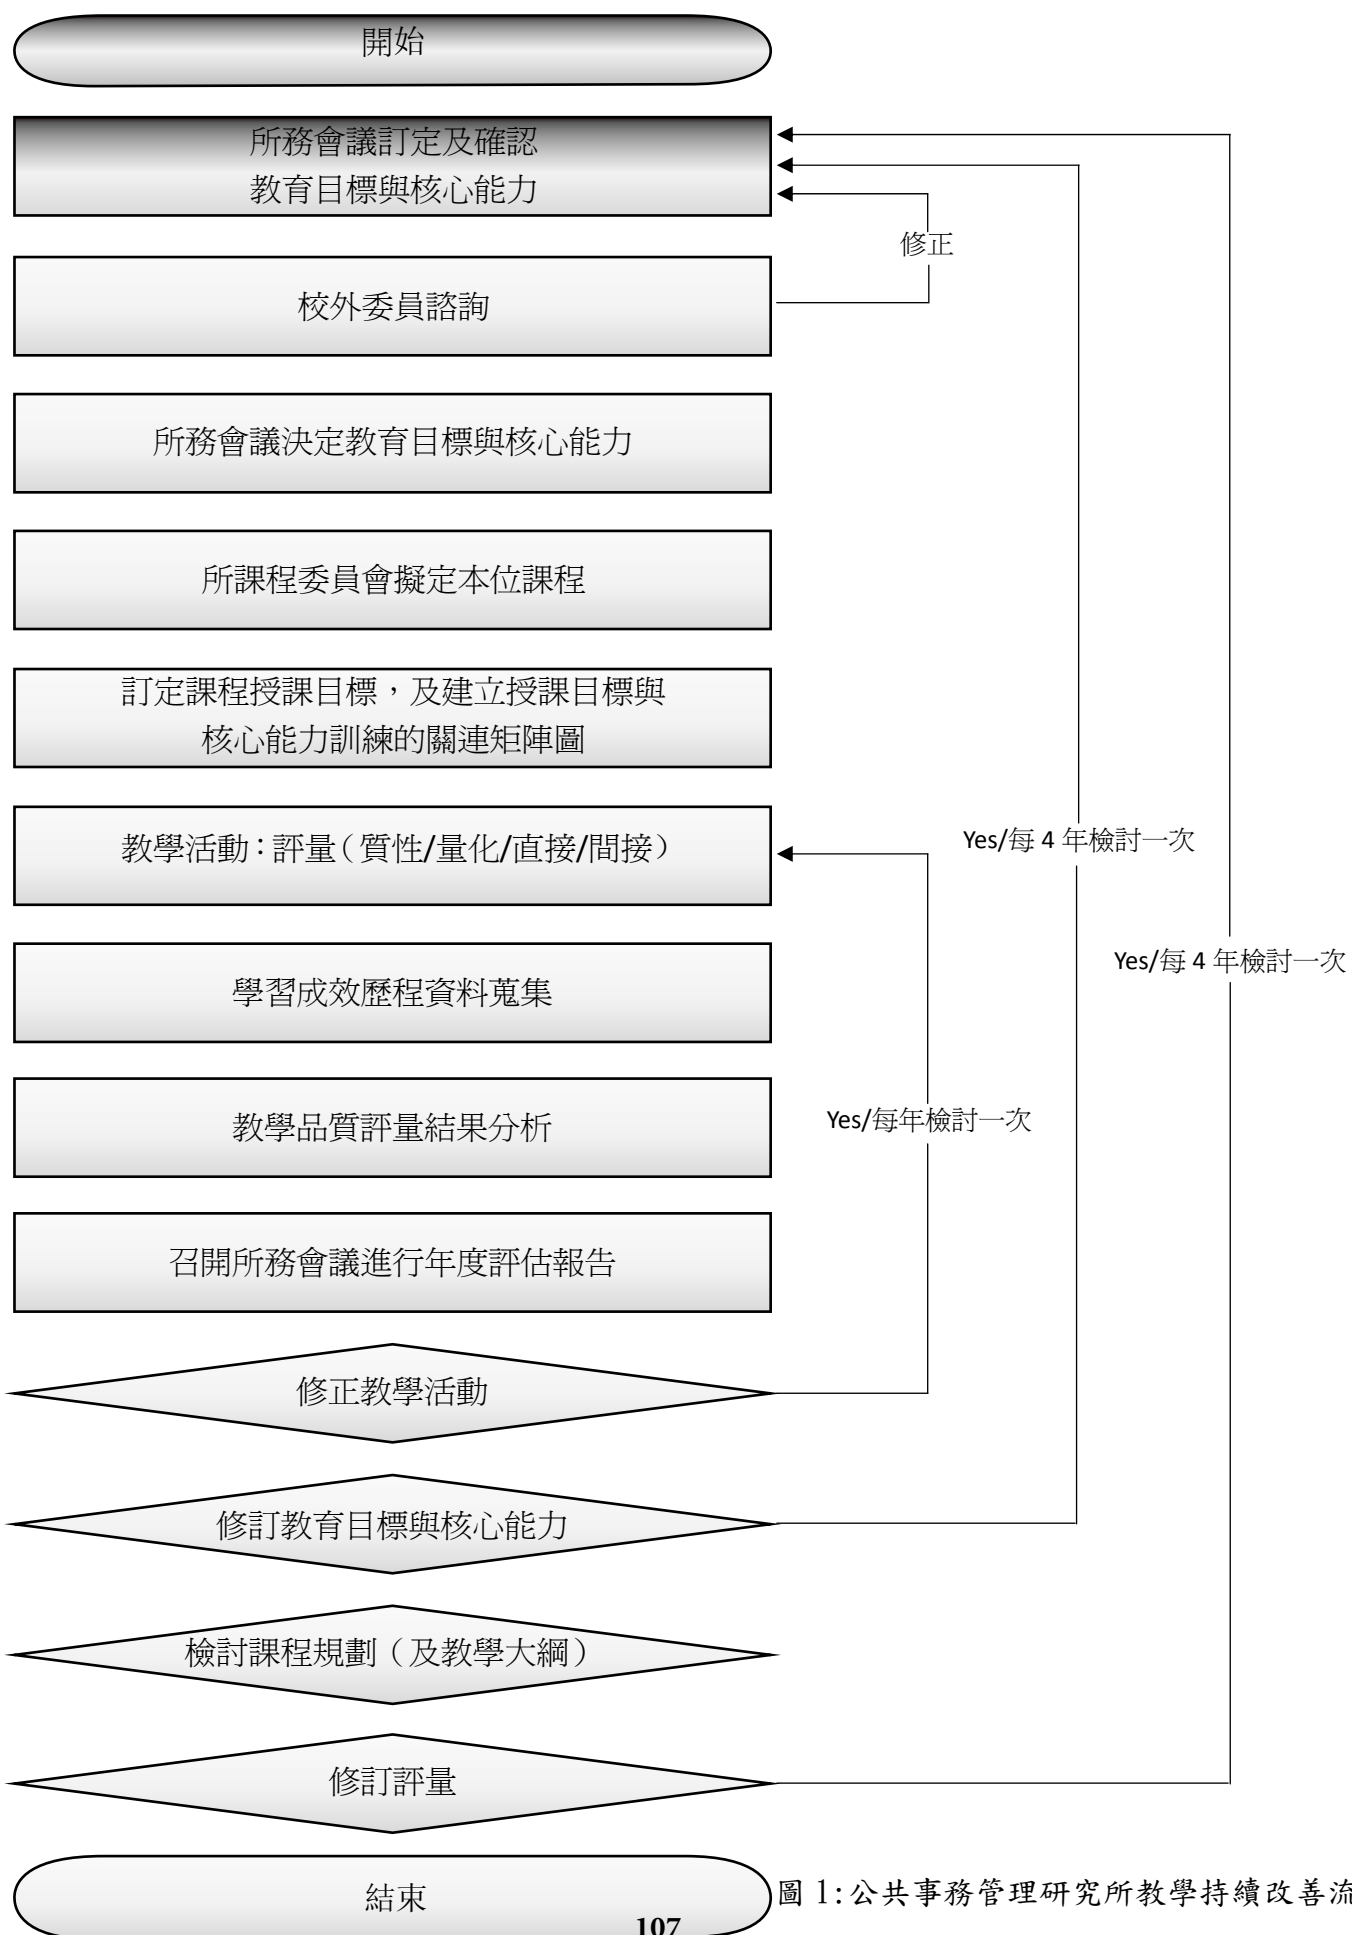 開始
所務會議訂定及確認
教育目標與核心能力
修正
校外委員諮詢
所務會議決定教育目標與核心能力
所課程委員會擬定本位課程
訂定課程授課目標，及建立授課目標與
核心能力訓練的關連矩陣圖
教學活動：評量（質性/量化/直接/間接）
Yes/每 4 年檢討一次
Yes/每 4 年檢討一次
學習成效歷程資料蒐集
教學品質評量結果分析
Yes/每年檢討一次
召開所務會議進行年度評估報告
修正教學活動
修訂教育目標與核心能力
檢討課程規劃（及教學大綱）
修訂評量
結束
圖 1:公共事務管理研究所教學持續改善流
107